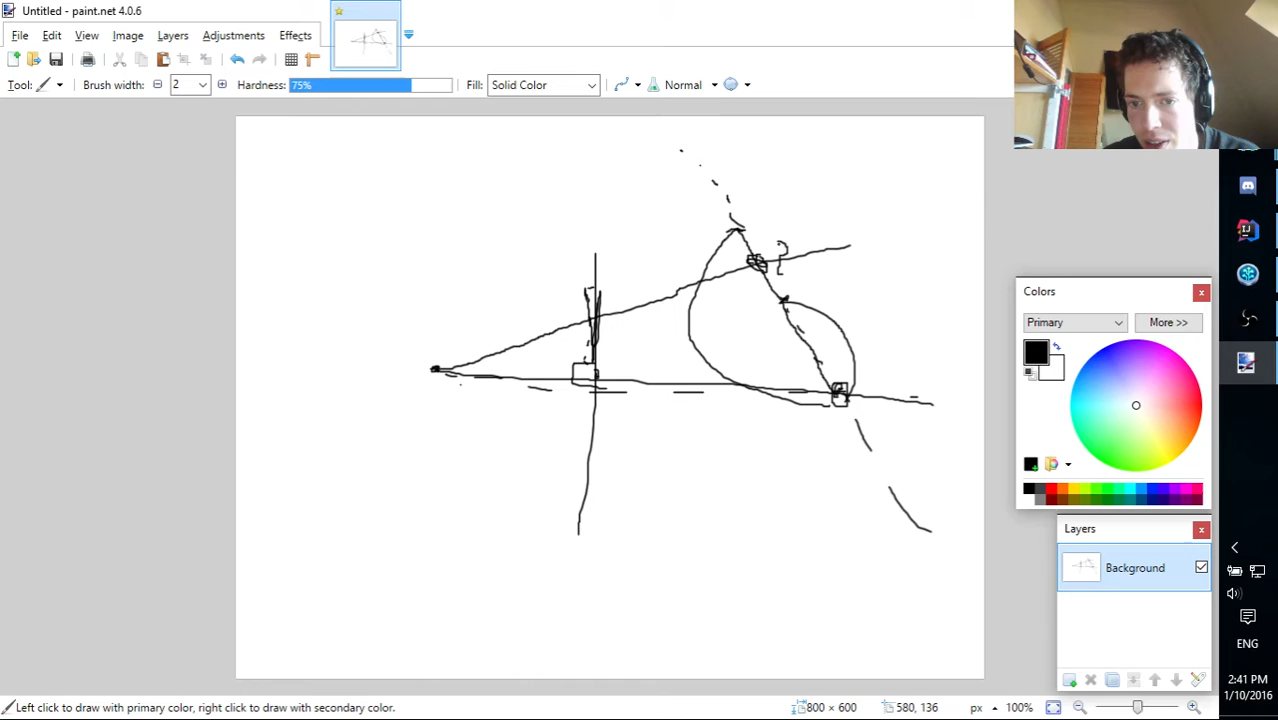 Untitled - paint.net 4.0.6
File Edit View Image Layers Adjustments Effects
Tool: Brush width: 2 Hardness: 75% Fill: Solid Color Normal
?
Colors
Primary More >>
Layers
Background
ENG
2:41 PM
1/10/2016
Left click to draw with primary color, right click to draw with secondary color. 800 × 600 580, 136 px 100%